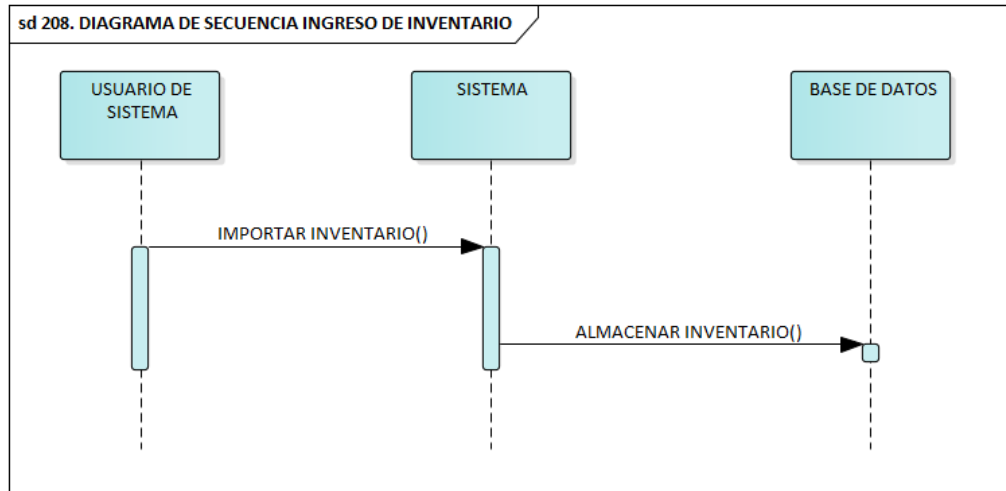 sd 208. DIAGRAMA DE SECUENCIA INGRESO DE INVENTARIO
USUARIO DE
SISTEMA
SISTEMA
BASE DE DATOS
IMPORTAR INVENTARIO()
ALMACENAR INVENTARIO()